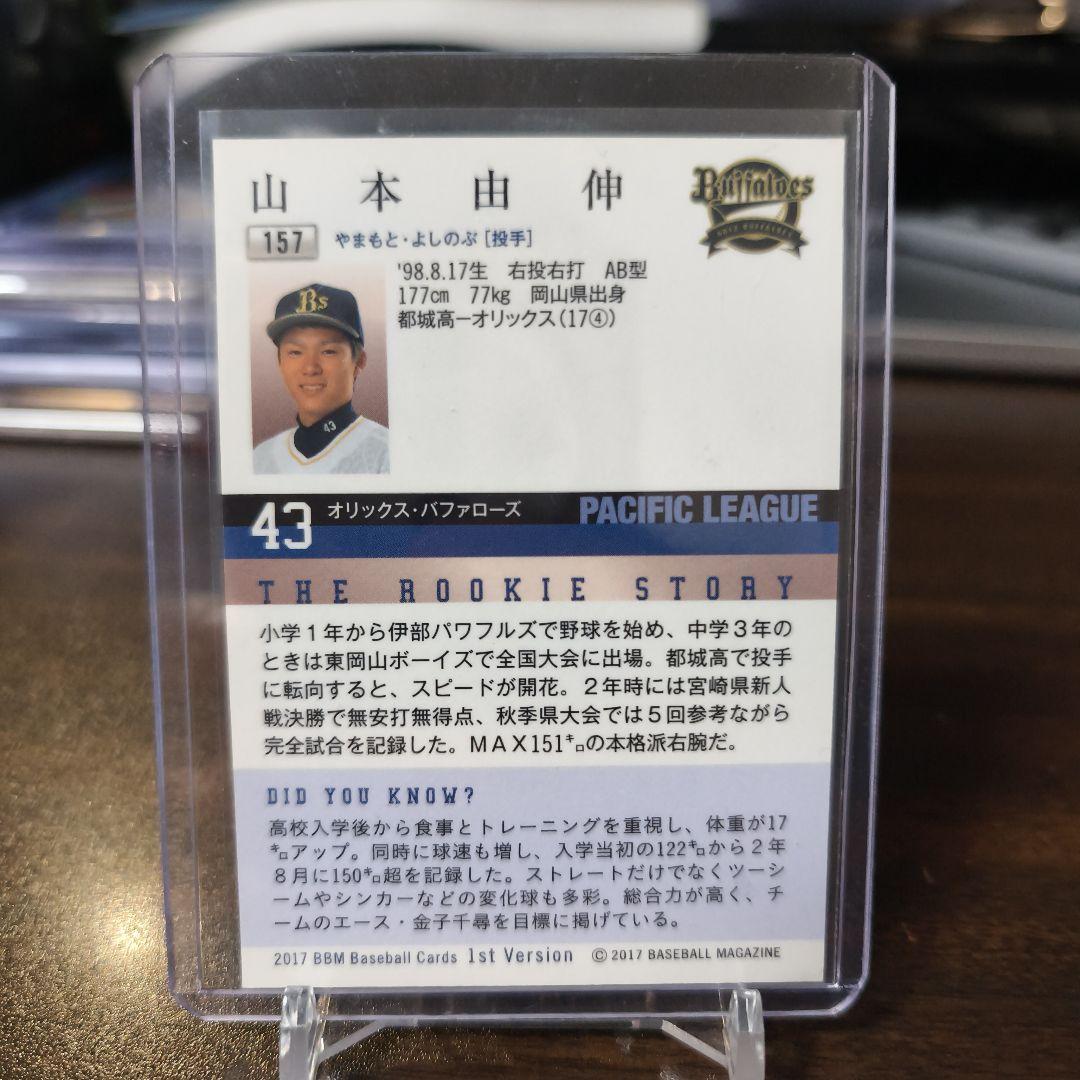 山本由伸
Buffaloes
157 やまもと・よしのぶ [投手]
'98.8.17生 右投右打 AB型
177cm 77kg 岡山県出身
都城高ーオリックス(17④)
Bs
43
43 オリックス・バファローズ PACIFIC LEAGUE
THE ROOKIE STORY
小学1年から伊部パワフルズで野球を始め、中学3年の
ときは東岡山ボーイズで全国大会に出場。都城高で投手
に転向すると、スピードが開花。2年時には宮崎県新人
戦決勝で無安打無得点、秋季県大会では5回参考ながら
完全試合を記録した。MAX151㌔の本格派右腕だ。
DID YOU KNOW?
高校入学後から食事とトレーニングを重視し、体重が17
㌔アップ。同時に球速も増し、入学当初の122㌔から2年
8月に150㌔超を記録した。ストレートだけでなくツーシ
ームやシンカーなどの変化球も多彩。総合力が高く、チ
ームのエース・金子千尋を目標に掲げている。
2017 BBM Baseball Cards 1st Version © 2017 BASEBALL MAGAZINE